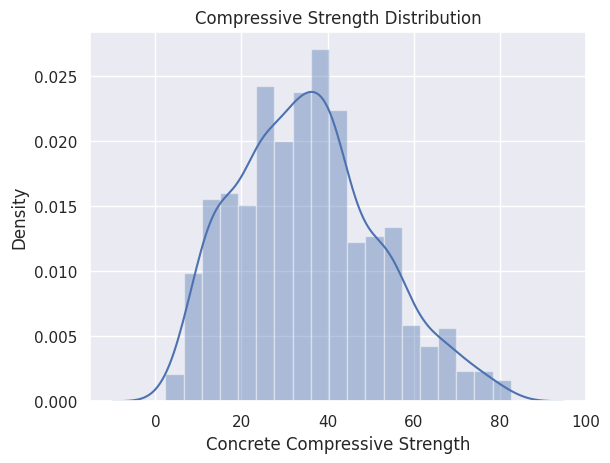 Compressive Strength Distribution
Density
0.025
0.020
0.015
0.010
0.005
0.000
0 20 40 60 80 100
Concrete Compressive Strength